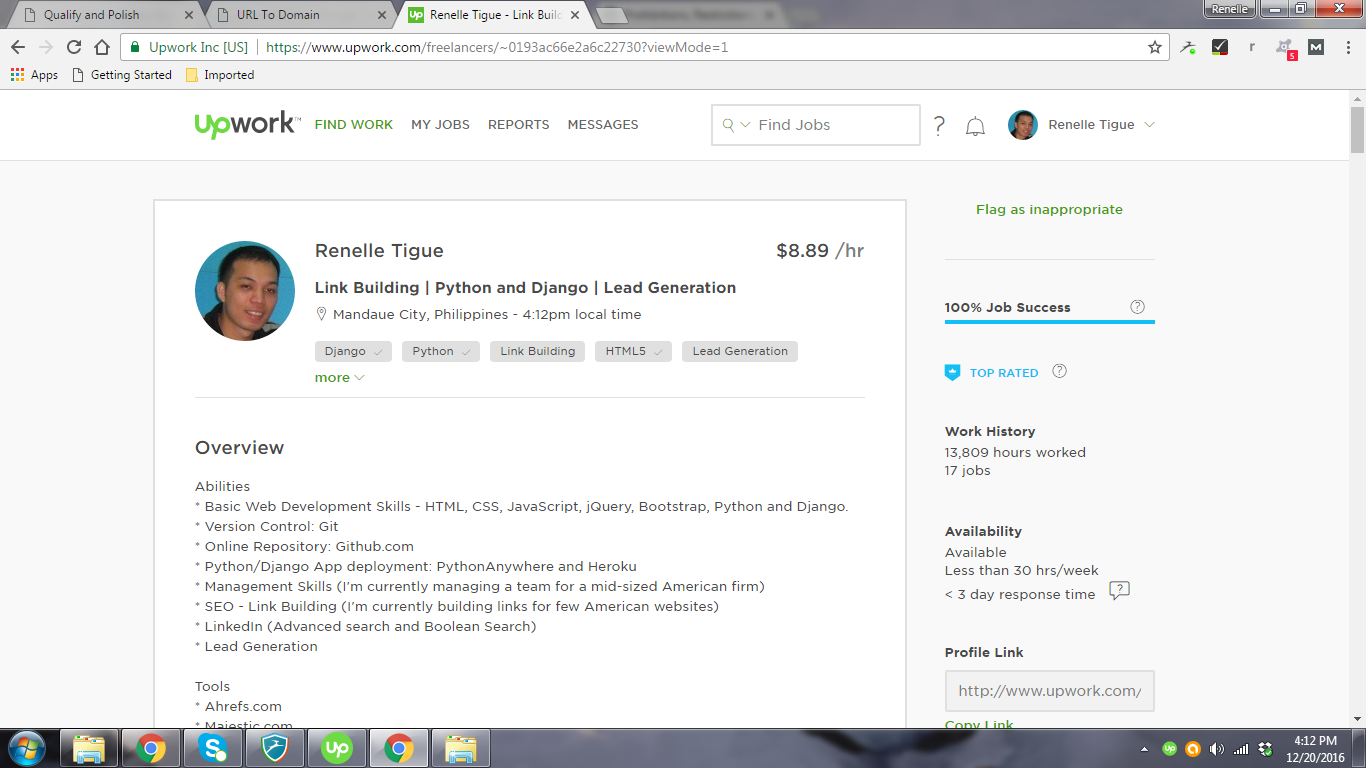 Qualify and Polish
URL To Domain
Renelle Tigue - Link Buil
Renelle
Upwork Inc [US]
https://www.upwork.com/freelancers/~0193ac66e2a6c22730?viewMode=1
r
S
M
Apps
Getting Started
Imported
upwork™
FIND WORK
MY JOBS
REPORTS
MESSAGES
Find Jobs
?
Renelle Tigue
Flag as inappropriate
Renelle Tigue
$8.89 /hr
Link Building | Python and Django | Lead Generation
Mandaue City, Philippines - 4:12pm local time
Django
Python
Link Building
HTML5
Lead Generation
more
100% Job Success
?
TOP RATED
?
Work History
13,809 hours worked
17 jobs
Overview
Abilities
* Basic Web Development Skills - HTML, CSS, JavaScript, jQuery, Bootstrap, Python and Django.
* Version Control: Git
* Online Repository: Github.com
* Python/Django App deployment: PythonAnywhere and Heroku
* Management Skills (I'm currently managing a team for a mid-sized American firm)
* SEO - Link Building (I'm currently building links for few American websites)
* LinkedIn (Advanced search and Boolean Search)
* Lead Generation
Tools
* Ahrefs.com
* Majestic.com
Availability
Available
Less than 30 hrs/week
< 3 day response time
?
Profile Link
http://www.upwork.com/
Copy Link
S
Up
up
4:12 PM
12/20/2016